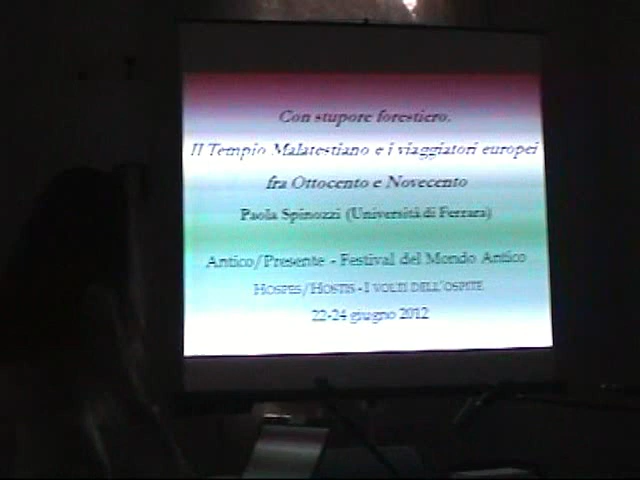 Con stupore forestiero.
Il Tempio Malatestiano e i viaggiatori europei
fra Ottocento e Novecento
Paola Spinozzi (Università di Ferrara)
Antico/Presente - Festival del Mondo Antico
HOSPES/HOSTIS - I VOLTI DELL'OSPITE
22-24 giugno 2012